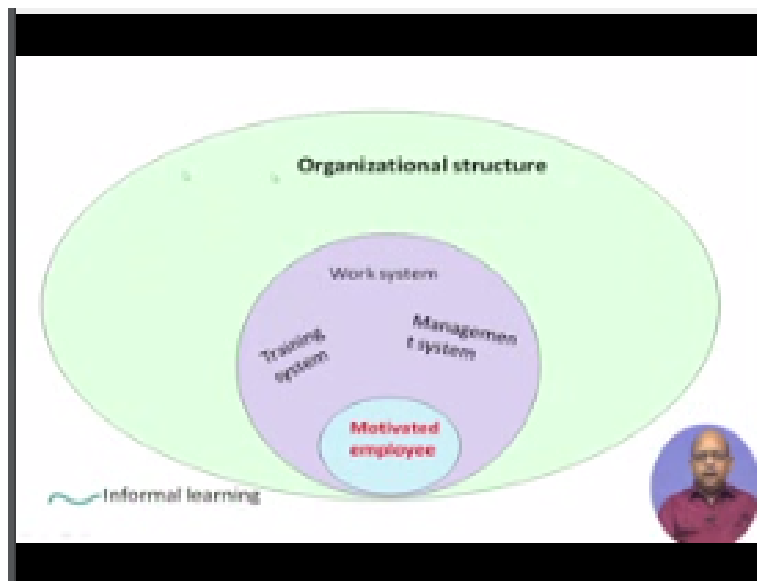 Organizational structure
Work system
Training
system
Managemen
t system
Motivated
employee
Informal learning